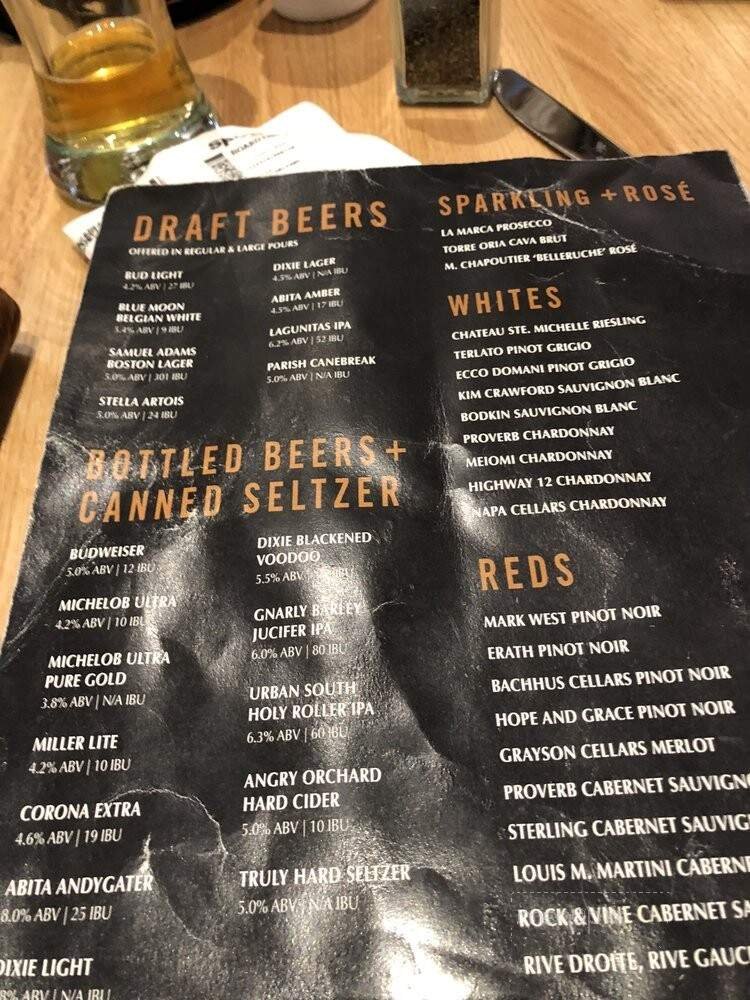 DRAFT BEERS
OFFERED IN REGULAR & LARGE POURS
BUD LIGHT
4.2% ABV | 27 IBU
BLUE MOON
BELGIAN WHITE
5.4% ABV | 9 IBU
SAMUEL ADAMS
BOSTON LAGER
5.0% ABV | 301 IBU
STELLA ARTOIS
5.0% ABV | 24 IBU
DIXIE LAGER
4.5% ABV | N/A IBU
ABITA AMBER
4.5% ABV | 17 IBU
LAGUNITAS IPA
6.2% ABV | 52 IBU
PARISH CANEBREAK
5.0% ABV | N/A IBU
BOTTLED BEERS+
CANNED SELTZER
BUDWEISER
5.0% ABV | 12 IBU
MICHELOB ULTRA
4.2% ABV | 10 IBU
MICHELOB ULTRA
PURE GOLD
3.8% ABV | N/A IBU
MILLER LITE
4.2% ABV | 10 IBU
CORONA EXTRA
4.6% ABV | 19 IBU
ABITA ANDYGATER
8.0% ABV | 25 IBU
DIXIE LIGHT
ABV | N/A IBU
DIXIE BLACKENED
VOODOO
5.5% ABV
GNARLY BARLEY
JUCIFER IPA
6.0% ABV | 80 IBU
URBAN SOUTH
HOLY ROLLER IPA
6.3% ABV | 60 IBU
ANGRY ORCHARD
HARD CIDER
5.0% ABV | 10 IBU
TRULY HARD SELTZER
5.0% ABV | N/A IBU
SPARKLING + ROSÉ
LA MARCA PROSECCO
TORRE ORIA CAVA BRUT
M. CHAPOUTIER 'BELLERUCHE' ROSÉ
WHITES
CHATEAU STE. MICHELLE RIESLING
TERLATO PINOT GRIGIO
ECCO DOMANI PINOT GRIGIO
KIM CRAWFORD SAUVIGNON BLANC
BODKIN SAUVIGNON BLANC
PROVERB CHARDONNAY
MEIOMI CHARDONNAY
HIGHWAY 12 CHARDONNAY
NAPA CELLARS CHARDONNAY
REDS
MARK WEST PINOT NOIR
ERATH PINOT NOIR
BACHHUS CELLARS PINOT NOIR
HOPE AND GRACE PINOT NOIR
GRAYSON CELLARS MERLOT
PROVERB CABERNET SAUVIGNO
STERLING CABERNET SAUVIG
LOUIS M. MARTINI CABERNE
ROCK & VINE CABERNET SA
RIVE DROITE, RIVE GAUC